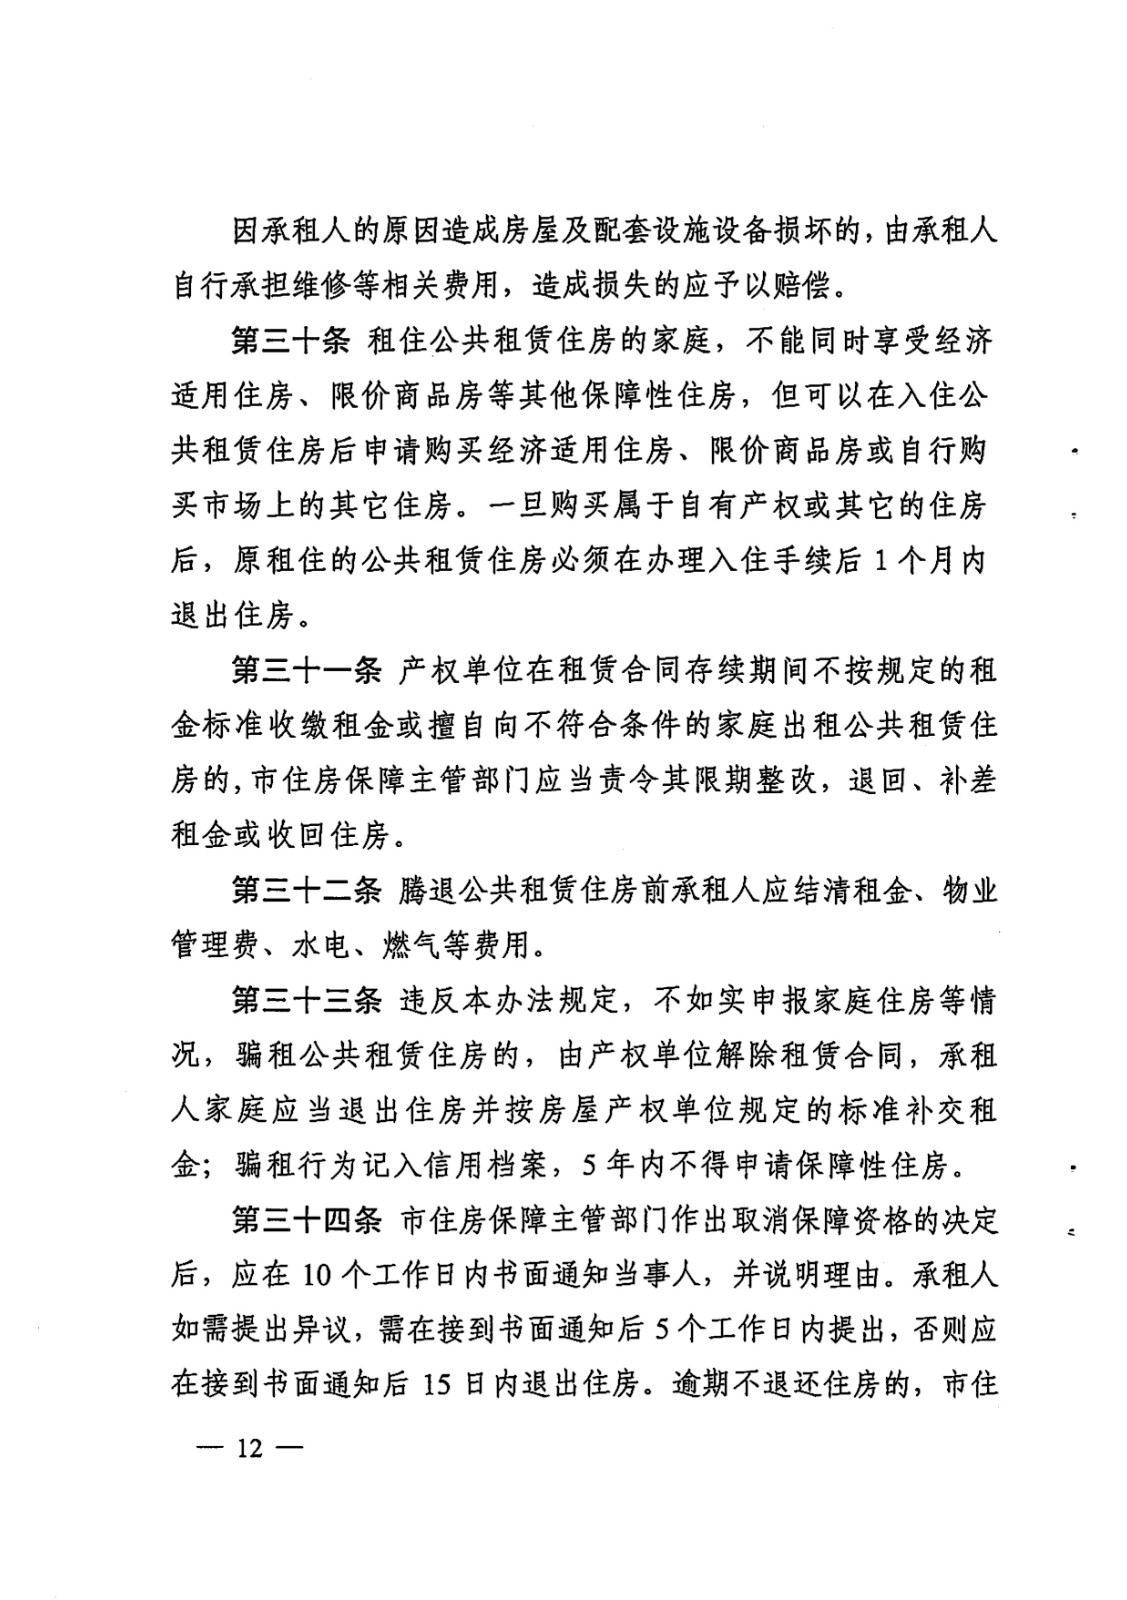 因承租人的原因造成房屋及配套设施设备损坏的，由承租人
自行承担维修等相关费用，造成损失的应予以赔偿。
第三十条 租住公共租赁住房的家庭，不能同时享受经济
适用住房、限价商品房等其他保障性住房，但可以在入住公
共租赁住房后申请购买经济适用住房、限价商品房或自行购
买市场上的其它住房。一旦购买属于自有产权或其它的住房
后，原租住的公共租赁住房必须在办理入住手续后 1 个月内
退出住房。
第三十一条 产权单位在租赁合同存续期间不按规定的租
金标准收缴租金或擅自向不符合条件的家庭出租公共租赁住
房的，市住房保障主管部门应当责令其限期整改，退回、补差
租金或收回住房。
第三十二条 腾退公共租赁住房前承租人应结清租金、物业
管理费、水电、燃气等费用。
第三十三条 违反本办法规定，不如实申报家庭住房等情
况，骗租公共租赁住房的，由产权单位解除租赁合同，承租
人家庭应当退出住房并按房屋产权单位规定的标准补交租
金；骗租行为记入信用档案，5 年内不得申请保障性住房。
第三十四条 市住房保障主管部门作出取消保障资格的决定
后，应在 10 个工作日内书面通知当事人，并说明理由。承租人
如需提出异议，需在接到书面通知后 5 个工作日内提出，否则应
在接到书面通知后 15 日内退出住房。逾期不退还住房的，市住
— 12 —